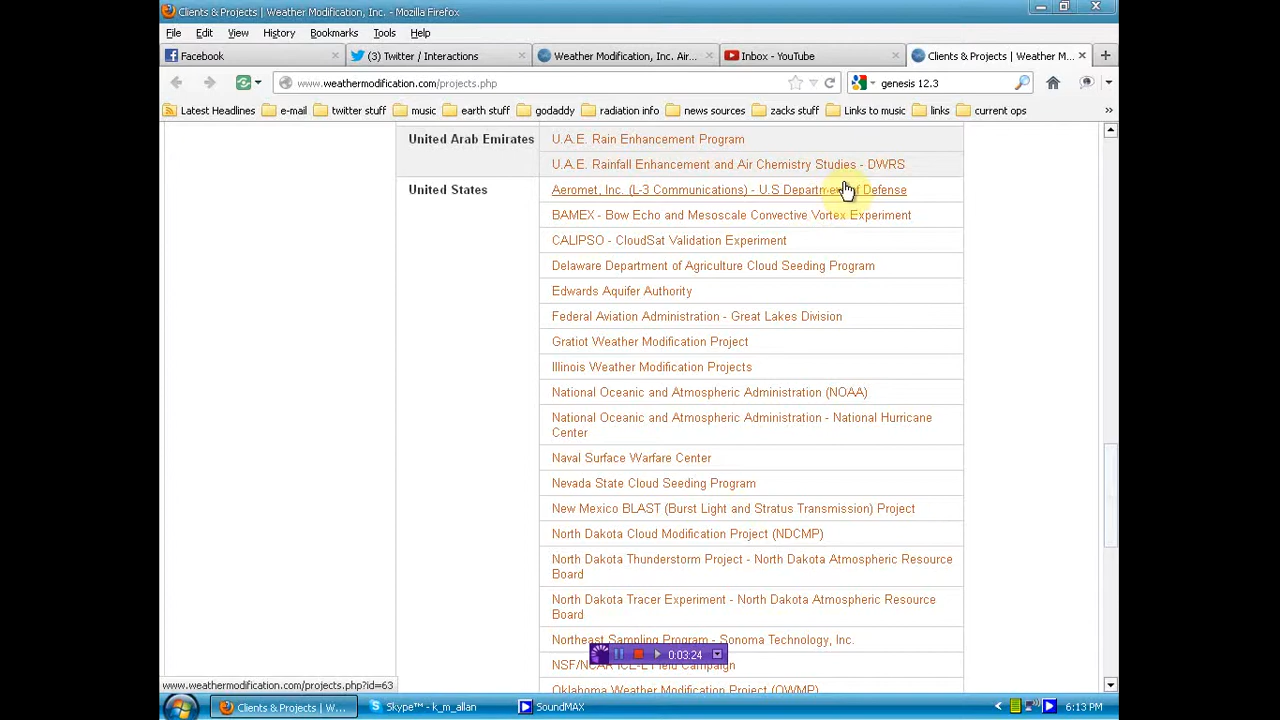 Clients & Projects | Weather Modification, Inc. - Mozilla Firefox
File Edit View History Bookmarks Tools Help
Facebook
(3) Twitter / Interactions
Weather Modification, Inc. Air...
Inbox - YouTube
Clients & Projects | Weather M...
www.weathermodification.com/projects.php
genesis 12.3
Latest Headlines e-mail twitter stuff music earth stuff godaddy radiation info news sources zacks stuff Links to music links current ops
United Arab Emirates
U.A.E. Rain Enhancement Program
U.A.E. Rainfall Enhancement and Air Chemistry Studies - DWRS
United States
Aeromet, Inc. (L-3 Communications) - U.S Department of Defense
BAMEX - Bow Echo and Mesoscale Convective Vortex Experiment
CALIPSO - CloudSat Validation Experiment
Delaware Department of Agriculture Cloud Seeding Program
Edwards Aquifer Authority
Federal Aviation Administration - Great Lakes Division
Gratiot Weather Modification Project
Illinois Weather Modification Projects
National Oceanic and Atmospheric Administration (NOAA)
National Oceanic and Atmospheric Administration - National Hurricane
Center
Naval Surface Warfare Center
Nevada State Cloud Seeding Program
New Mexico BLAST (Burst Light and Stratus Transmission) Project
North Dakota Cloud Modification Project (NDCMP)
North Dakota Thunderstorm Project - North Dakota Atmospheric Resource
Board
North Dakota Tracer Experiment - North Dakota Atmospheric Resource
Board
Northeast Sampling Program - Sonoma Technology, Inc.
0:03:24
NSF/NCAR ICE-L Field Campaign
Oklahoma Weather Modification Project (OWMP)
www.weathermodification.com/projects.php?id=63
Clients & Projects | W...
Skype™ - k_m_allan
SoundMAX
6:13 PM